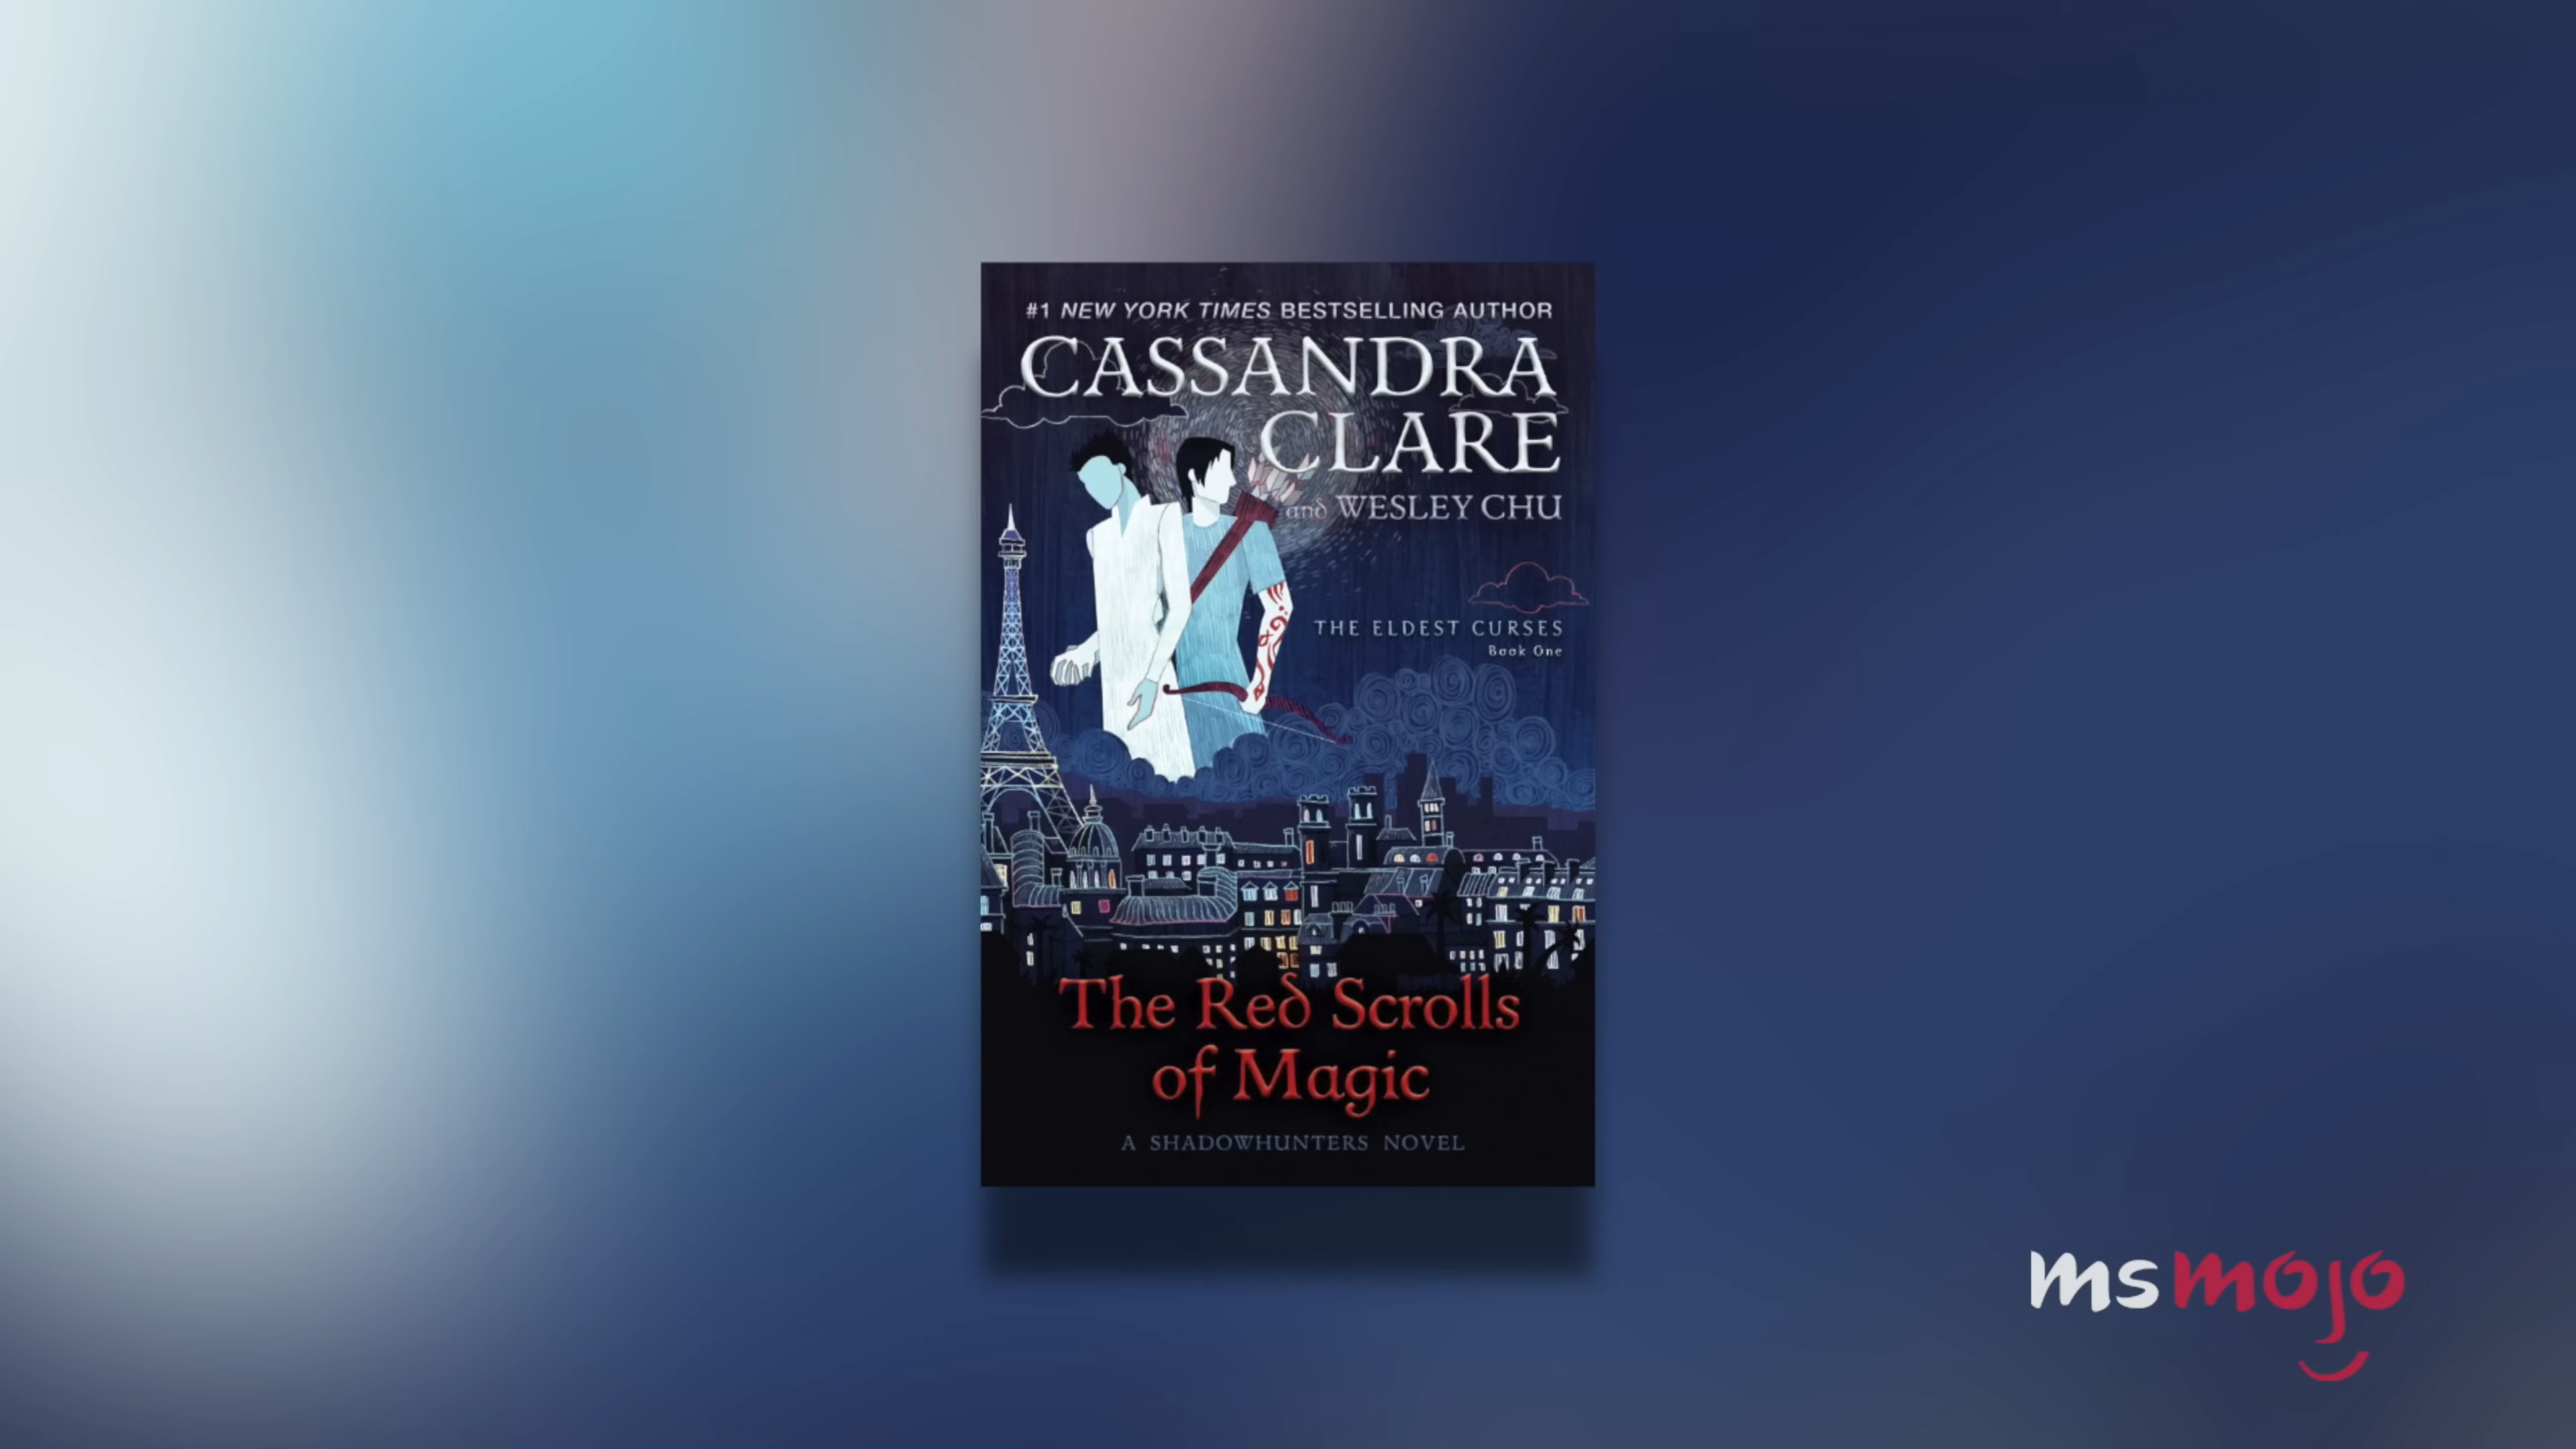 #1 NEW YORK TIMES BESTSELLING AUTHOR
CASSANDRA
CLARE
and WESLEY CHU
THE ELDEST CURSES
Book One
The Red Scrolls
of Magic
A SHADOWHUNTERS NOVEL
msmojo